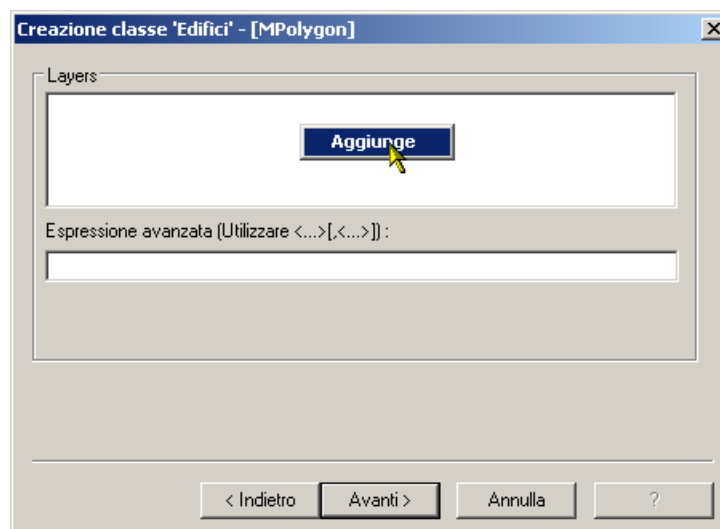 Creazione classe 'Edifici' - [MPolygon]
Layers
Aggiunge
Espressione avanzata (Utilizzare <...>[,<...>]) :
< Indietro Avanti > Annulla ?